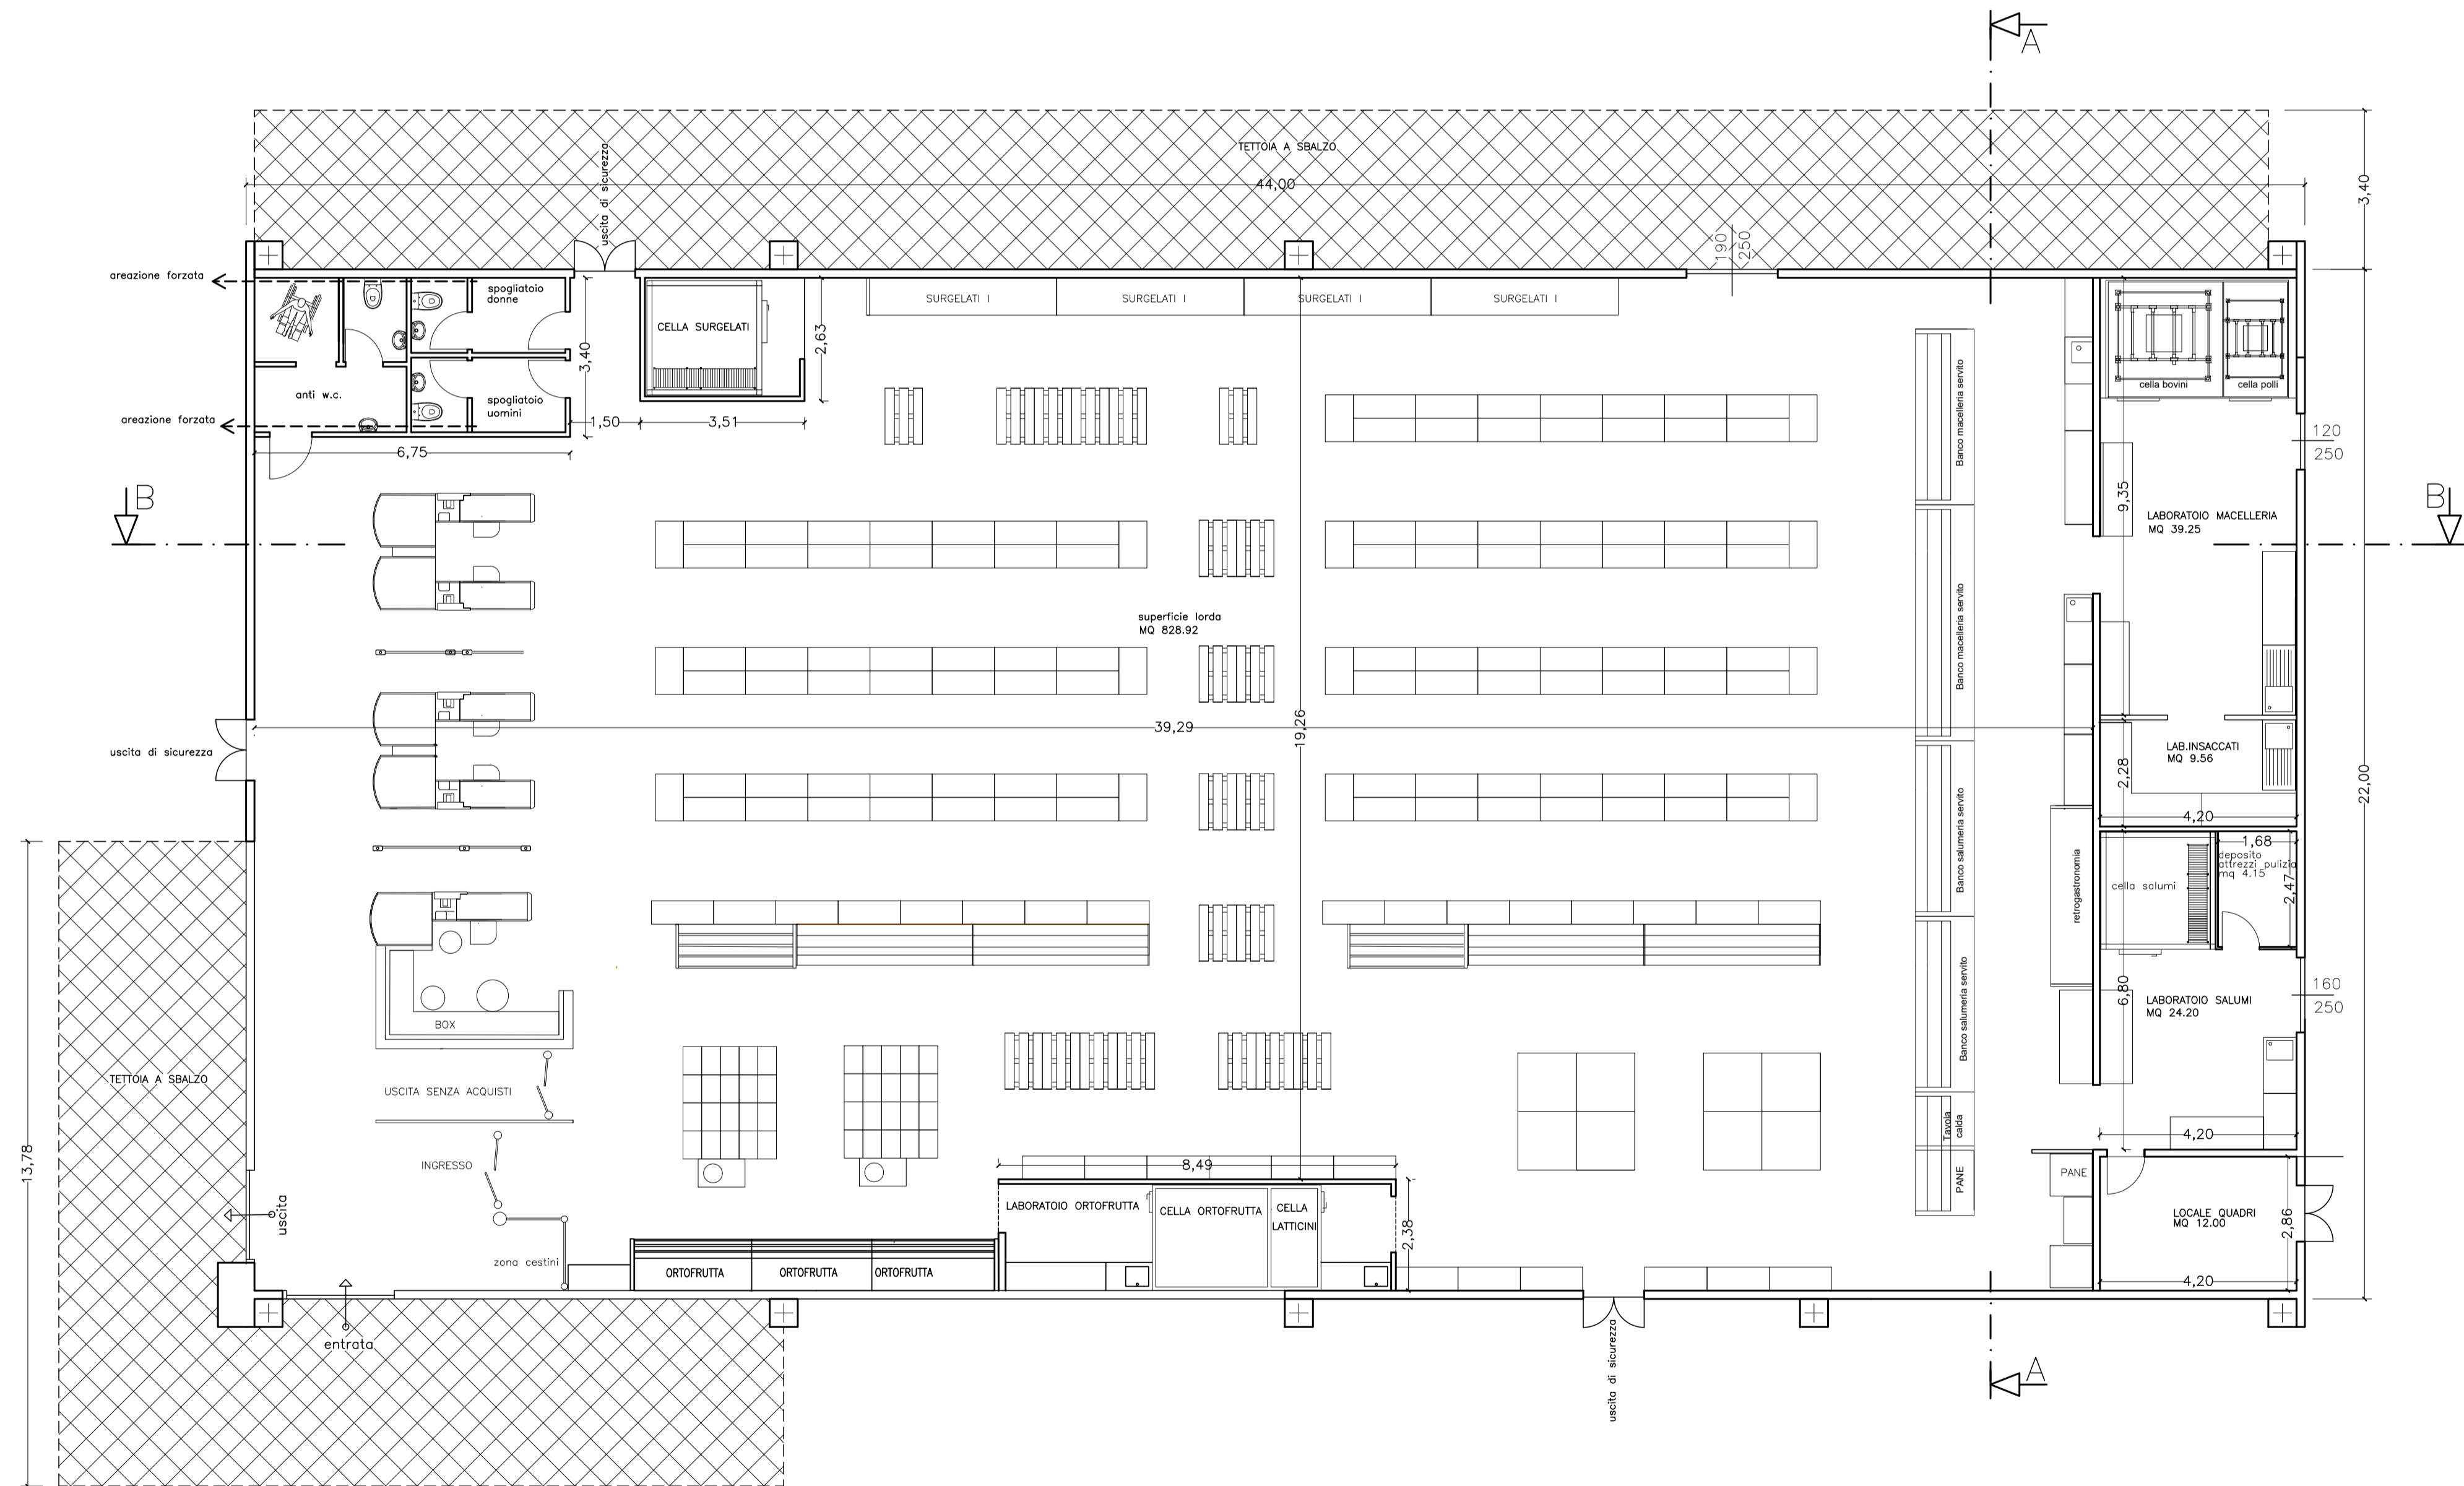 A
TETTOIA A SBALZO
44,00
3,40
uscita di sicurezza
190
250
areazione forzata
spogliatoio
donne
SURGELATI I
SURGELATI I
SURGELATI I
SURGELATI I
CELLA SURGELATI
2,63
3,40
anti w.c.
spogliatoio
uomini
areazione forzata
1,50
3,51
6,75
cella bovini
cella polli
Banco macelleria servito
120
250
B
B
9,35
LABORATOIO MACELLERIA
MQ 39.25
superficie lorda
MQ 828.92
Banco macelleria servito
39,29
19,26
uscita di sicurezza
LAB.INSACCATI
MQ 9.56
2,28
22,00
4,20
Banco salumeria servito
retrogastronomia
1,68
deposito
attrezzi pulizia
mq 4.15
2,47
cella salumi
6,80
160
250
LABORATOIO SALUMI
MQ 24.20
Banco salumeria servito
BOX
TETTOIA A SBALZO
USCITA SENZA ACQUISTI
Tavola
calda
4,20
13,78
INGRESSO
8,49
PANE
PANE
uscita
LABORATOIO ORTOFRUTTA
CELLA ORTOFRUTTA
CELLA
LATTICINI
2,38
LOCALE QUADRI
MQ 12.00
2,86
zona cestini
ORTOFRUTTA
ORTOFRUTTA
ORTOFRUTTA
4,20
entrata
uscita di sicurezza
A